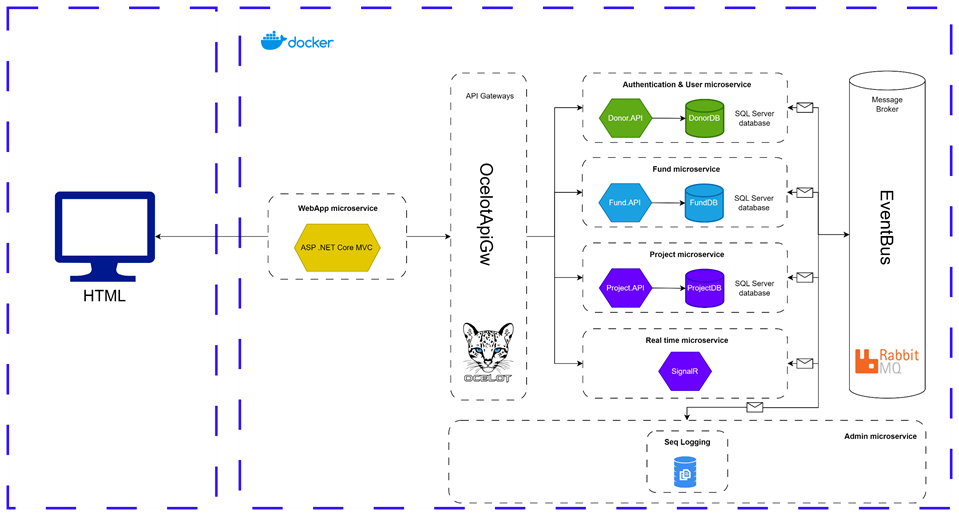 docker
HTML
WebApp microservice
ASP .NET Core MVC
API Gateways
OcelotApiGw
OCELOT
Authentication & User microservice
Donor.API
DonorDB
SQL Server
database
Fund microservice
Fund.API
FundDB
SQL Server
database
Project microservice
Project.API
ProjectDB
SQL Server
database
Real time microservice
SignalR
Message
Broker
EventBus
Rabbit
MQ
Admin microservice
Seq Logging